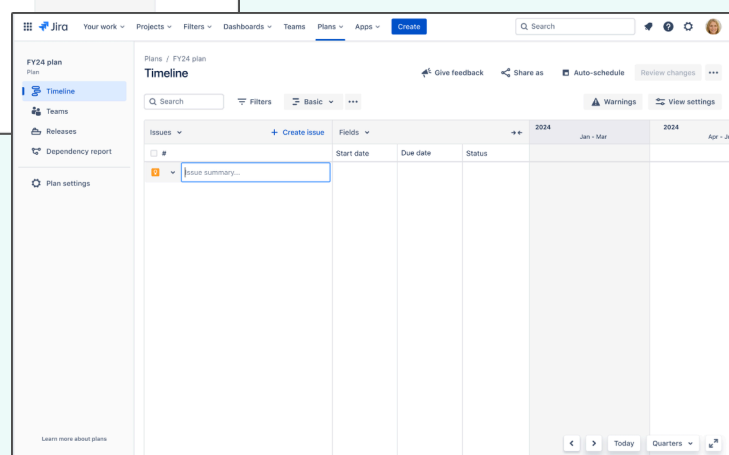 Jira Your work Projects Filters Dashboards Teams Plans Apps Create Search
FY24 plan
Plan
Timeline
Teams
Releases
Dependency report
Plan settings
Learn more about plans
Plans / FY24 plan
Timeline
Give feedback Share as Auto-schedule Review changes
Search Filters Basic Warnings View settings
Issues + Create issue Fields 2024 2024
Jan - Mar Apr -
# Start date Due date Status
Issue summary...
Today Quarters